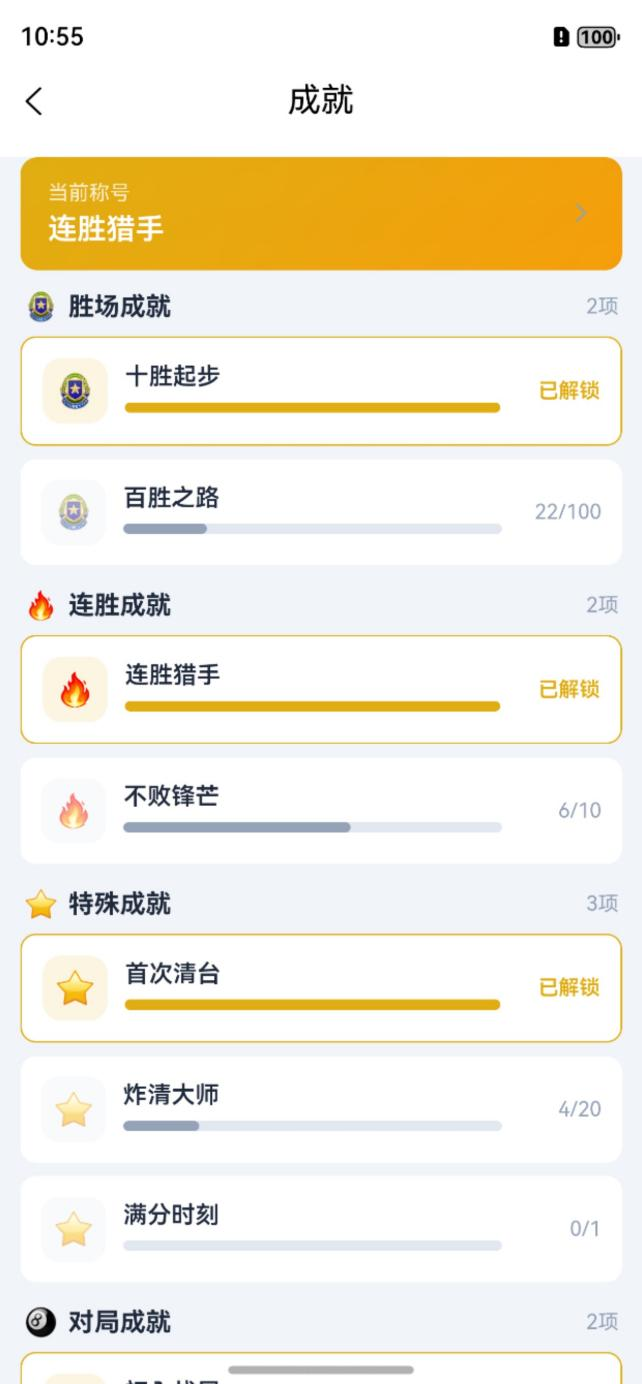 10:55
100
成就
当前称号
连胜猎手
胜场成就
2项
十胜起步
已解锁
百胜之路
22/100
连胜成就
2项
连胜猎手
已解锁
不败锋芒
6/10
特殊成就
3项
首次清台
已解锁
炸清大师
4/20
满分时刻
0/1
8
对局成就
2项